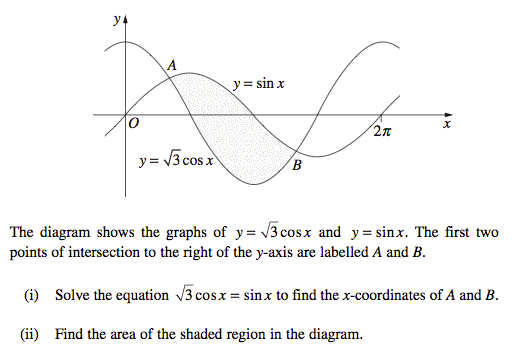 y
A
y = sin x
O
2π
x
y = √3 cos x
B
The diagram shows the graphs of y = √3 cos x and y = sin x. The first two
points of intersection to the right of the y-axis are labelled A and B.
(i) Solve the equation √3 cos x = sin x to find the x-coordinates of A and B.
(ii) Find the area of the shaded region in the diagram.